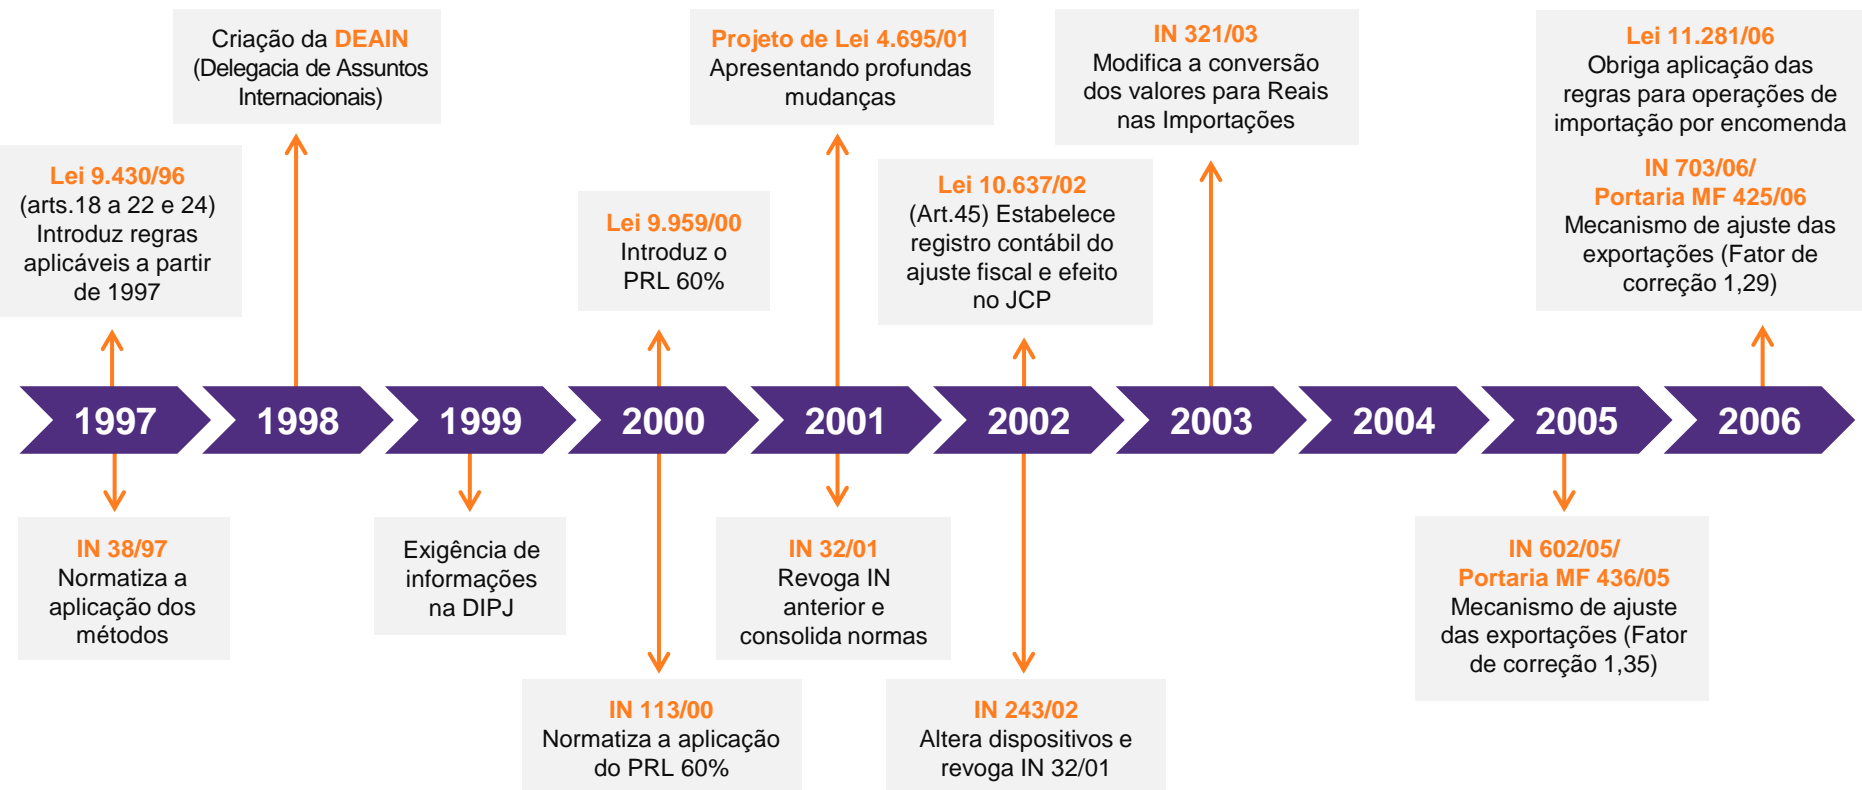 Criação da DEAIN
(Delegacia de Assuntos
Internacionais)
Projeto de Lei 4.695/01
Apresentando profundas
mudanças
IN 321/03
Modifica a conversão
dos valores para Reais
nas Importações
Lei 11.281/06
Obriga aplicação das
regras para operações de
importação por encomenda
IN 703/06/
Portaria MF 425/06
Mecanismo de ajuste das
exportações (Fator de
correção 1,29)
Lei 9.430/96
(arts.18 a 22 e 24)
Introduz regras
aplicáveis a partir
de 1997
Lei 9.959/00
Introduz o
PRL 60%
Lei 10.637/02
(Art.45) Estabelece
registro contábil do
ajuste fiscal e efeito
no JCP
1997
1998
1999
2000
2001
2002
2003
2004
2005
2006
IN 38/97
Normatiza a
aplicação dos
métodos
Exigência de
informações
na DIPJ
IN 32/01
Revoga IN
anterior e
consolida normas
IN 602/05/
Portaria MF 436/05
Mecanismo de ajuste
das exportações (Fator
de correção 1,35)
IN 113/00
Normatiza a aplicação
do PRL 60%
IN 243/02
Altera dispositivos e
revoga IN 32/01